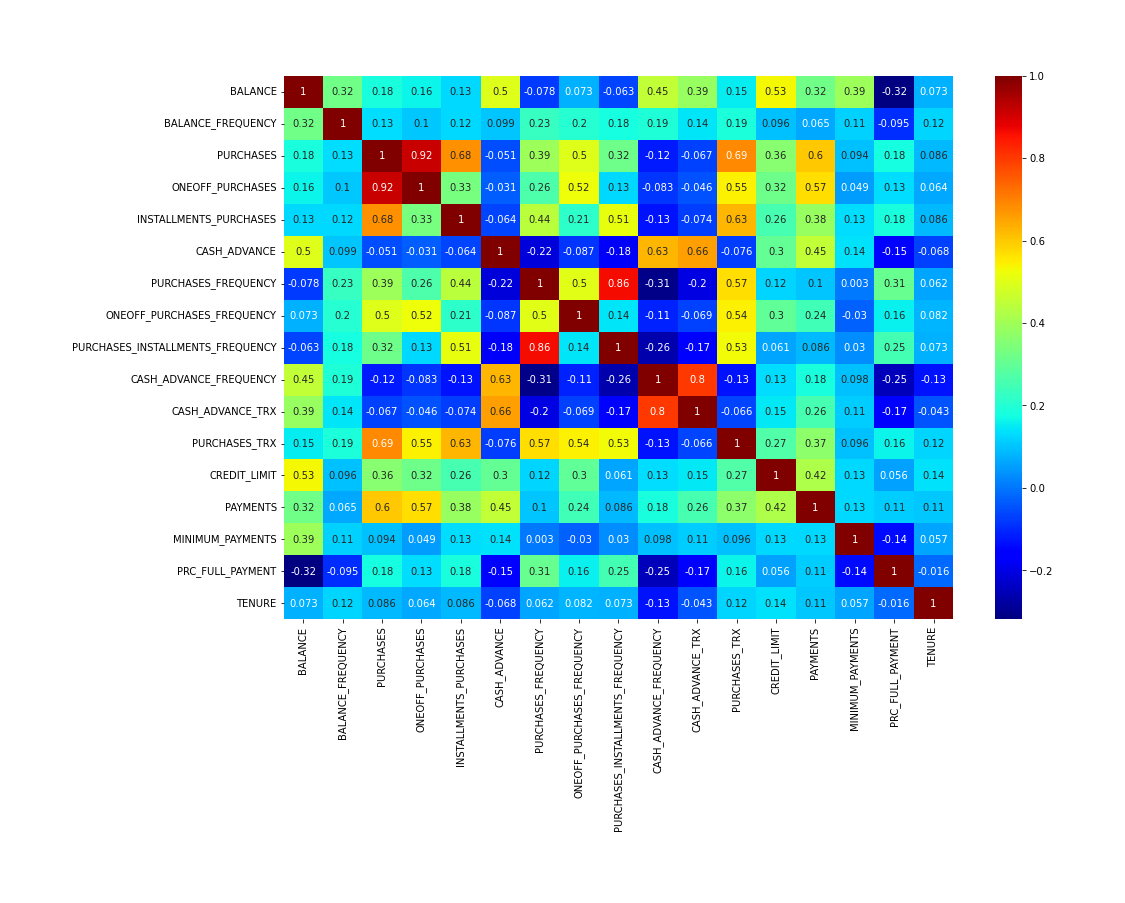 BALANCE 1 0.32 0.18 0.16 0.13 0.5 -0.078 0.073 -0.063 0.45 0.39 0.15 0.53 0.32 0.39 -0.32 0.073 1.0
BALANCE_FREQUENCY 0.32 1 0.13 0.1 0.12 0.099 0.23 0.2 0.18 0.19 0.14 0.19 0.096 0.065 0.11 -0.095 0.12
PURCHASES 0.18 0.13 1 0.92 0.68 -0.051 0.39 0.5 0.32 -0.12 -0.067 0.69 0.36 0.6 0.094 0.18 0.086 0.8
ONEOFF_PURCHASES 0.16 0.1 0.92 1 0.33 -0.031 0.26 0.52 0.13 -0.083 -0.046 0.55 0.32 0.57 0.049 0.13 0.064
INSTALLMENTS_PURCHASES 0.13 0.12 0.68 0.33 1 -0.064 0.44 0.21 0.51 -0.13 -0.074 0.63 0.26 0.38 0.13 0.18 0.086
CASH_ADVANCE 0.5 0.099 -0.051 -0.031 -0.064 1 -0.22 -0.087 -0.18 0.63 0.66 -0.076 0.3 0.45 0.14 -0.15 -0.068 0.6
PURCHASES_FREQUENCY -0.078 0.23 0.39 0.26 0.44 -0.22 1 0.5 0.86 -0.31 -0.2 0.57 0.12 0.1 0.003 0.31 0.062
ONEOFF_PURCHASES_FREQUENCY 0.073 0.2 0.5 0.52 0.21 -0.087 0.5 1 0.14 -0.11 -0.069 0.54 0.3 0.24 -0.03 0.16 0.082 0.4
PURCHASES_INSTALLMENTS_FREQUENCY -0.063 0.18 0.32 0.13 0.51 -0.18 0.86 0.14 1 -0.26 -0.17 0.53 0.061 0.086 0.03 0.25 0.073
CASH_ADVANCE_FREQUENCY 0.45 0.19 -0.12 -0.083 -0.13 0.63 -0.31 -0.11 -0.26 1 0.8 -0.13 0.13 0.18 0.098 -0.25 -0.13
CASH_ADVANCE_TRX 0.39 0.14 -0.067 -0.046 -0.074 0.66 -0.2 -0.069 -0.17 0.8 1 -0.066 0.15 0.26 0.11 -0.17 -0.043 0.2
PURCHASES_TRX 0.15 0.19 0.69 0.55 0.63 -0.076 0.57 0.54 0.53 -0.13 -0.066 1 0.27 0.37 0.096 0.16 0.12
CREDIT_LIMIT 0.53 0.096 0.36 0.32 0.26 0.3 0.12 0.3 0.061 0.13 0.15 0.27 1 0.42 0.13 0.056 0.14 0.0
PAYMENTS 0.32 0.065 0.6 0.57 0.38 0.45 0.1 0.24 0.086 0.18 0.26 0.37 0.42 1 0.13 0.11 0.11
MINIMUM_PAYMENTS 0.39 0.11 0.094 0.049 0.13 0.14 0.003 -0.03 0.03 0.098 0.11 0.096 0.13 0.13 1 -0.14 0.057
PRC_FULL_PAYMENT -0.32 -0.095 0.18 0.13 0.18 -0.15 0.31 0.16 0.25 -0.25 -0.17 0.16 0.056 0.11 -0.14 1 -0.016 −0.2
TENURE 0.073 0.12 0.086 0.064 0.086 -0.068 0.062 0.082 0.073 -0.13 -0.043 0.12 0.14 0.11 0.057 -0.016 1
BALANCE
BALANCE_FREQUENCY
PURCHASES
ONEOFF_PURCHASES
INSTALLMENTS_PURCHASES
CASH_ADVANCE
PURCHASES_FREQUENCY
ONEOFF_PURCHASES_FREQUENCY
PURCHASES_INSTALLMENTS_FREQUENCY
CASH_ADVANCE_FREQUENCY
CASH_ADVANCE_TRX
PURCHASES_TRX
CREDIT_LIMIT
PAYMENTS
MINIMUM_PAYMENTS
PRC_FULL_PAYMENT
TENURE